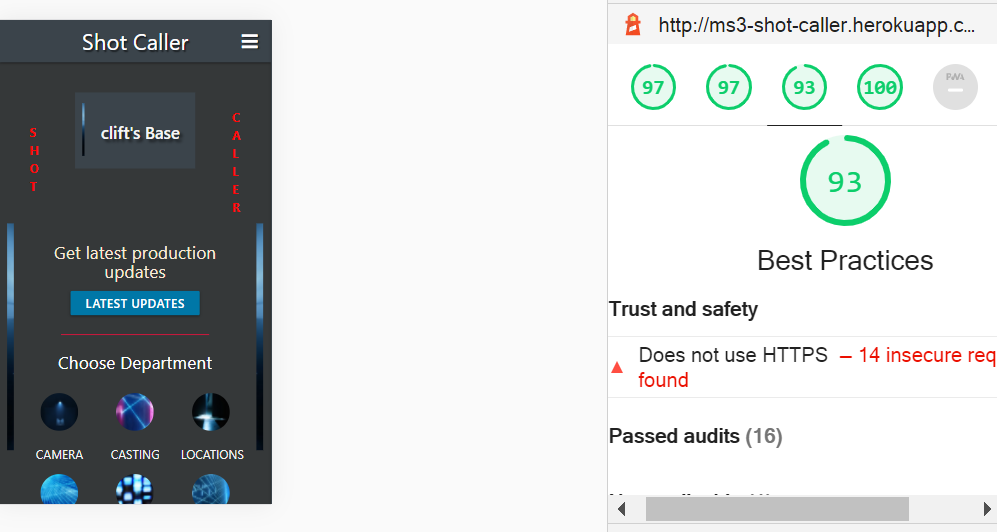 Shot Caller
clift's Base
SHOT
CALLER
Get latest production
updates
LATEST UPDATES
Choose Department
CAMERA CASTING LOCATIONS
http://ms3-shot-caller.herokuapp.c...
97 97 93 100 PWA
93
Best Practices
Trust and safety
Does not use HTTPS – 14 insecure req
found
Passed audits (16)